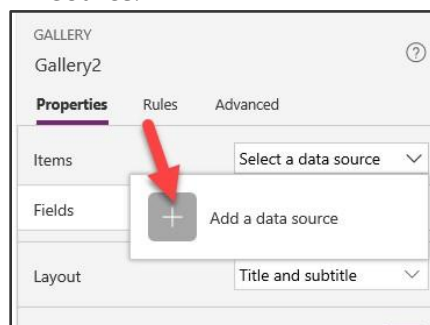 GALLERY
Gallery2
Properties Rules Advanced
Items Select a data source
Fields
Add a data source
Layout Title and subtitle